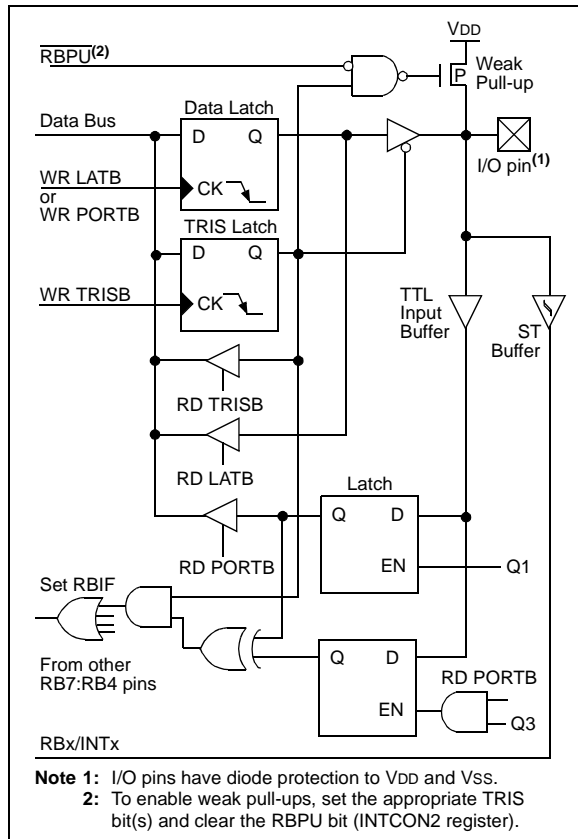 VDD
RBPU(2)
Weak
Pull-up
P
Data Latch
Data Bus
D Q
I/O pin(1)
WR LATB
or
WR PORTB
CK
TRIS Latch
D Q
WR TRISB
CK
TTL
Input
Buffer
ST
Buffer
RD TRISB
RD LATB
Latch
Q D
RD PORTB
EN
Q1
Set RBIF
Q D
RD PORTB
From other
RB7:RB4 pins
EN
Q3
RBx/INTx
Note 1: I/O pins have diode protection to VDD and VSS.
2: To enable weak pull-ups, set the appropriate TRIS
bit(s) and clear the RBPU bit (INTCON2 register).